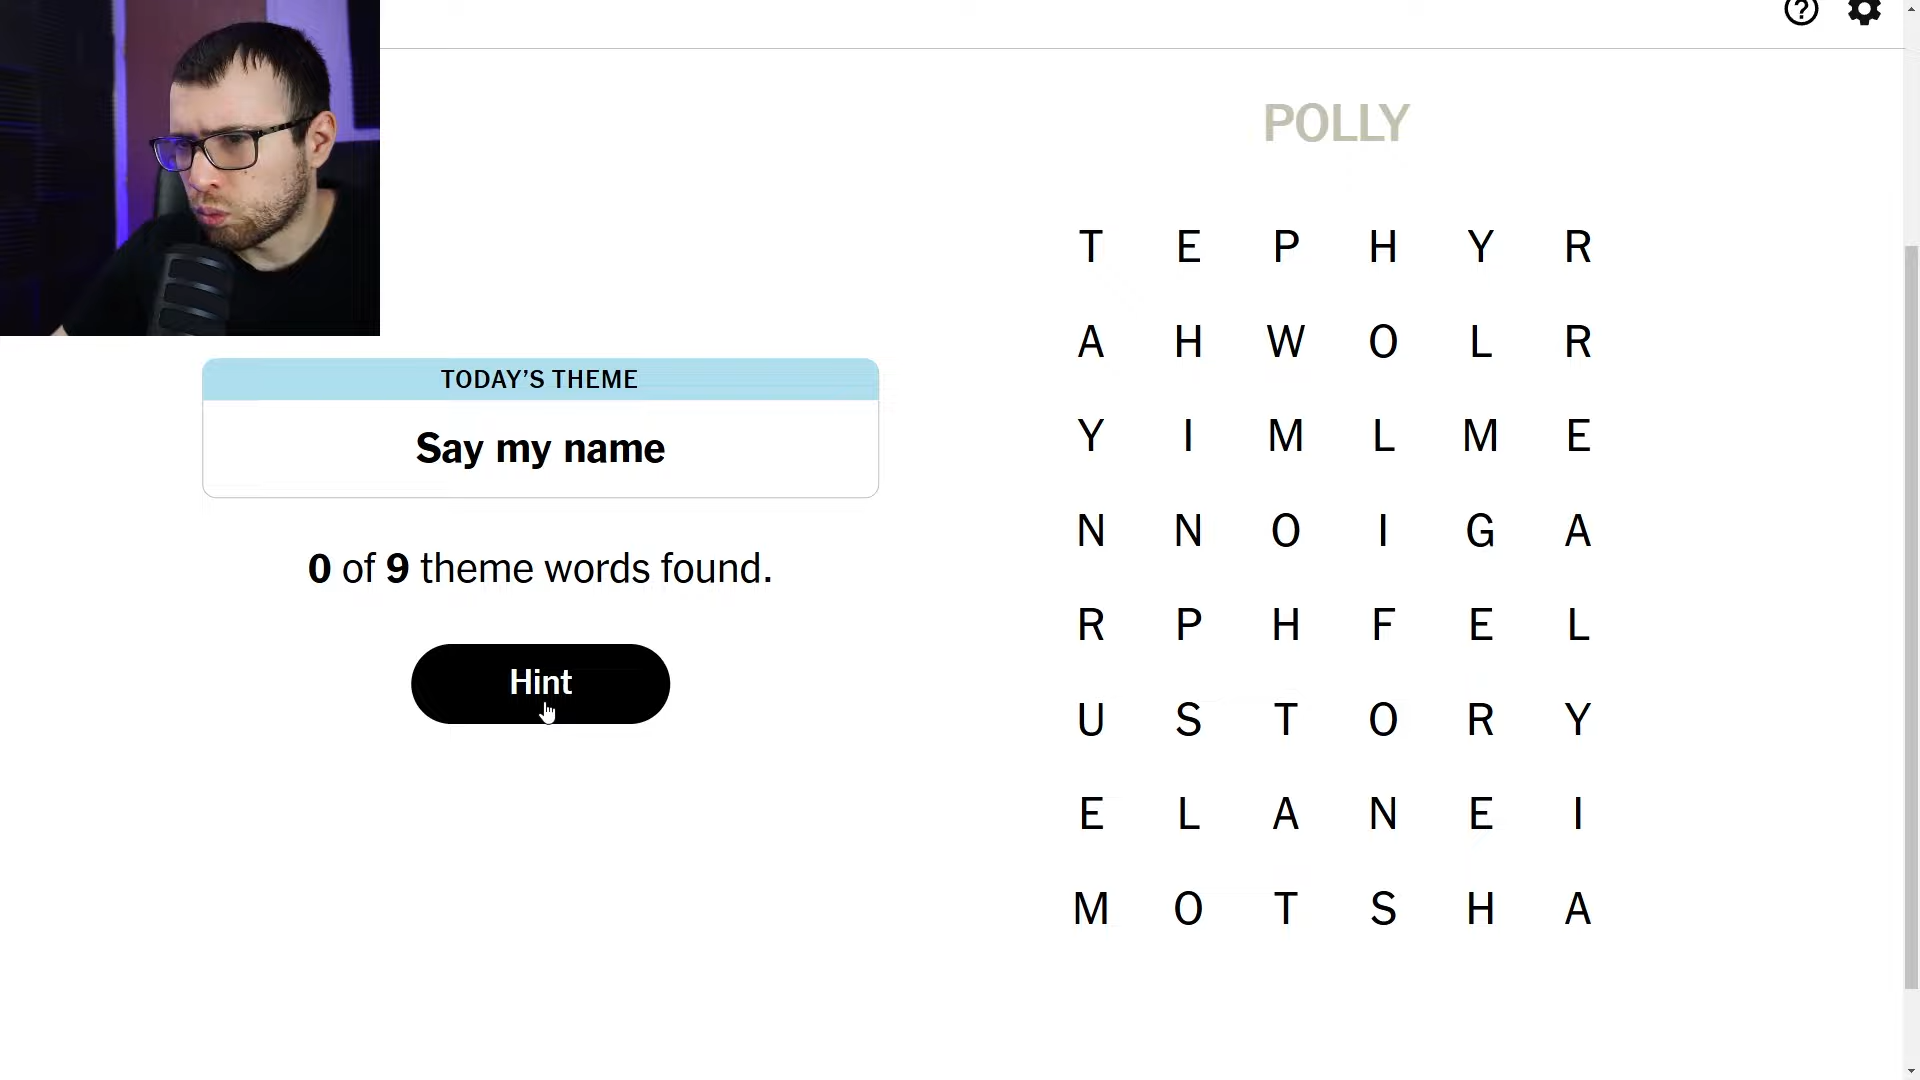 POLLY
T E P H Y R
A H W O L R
Y I M L M E
N N O I G A
R P H F E L
U S T O R Y
E L A N E I
M O T S H A
TODAY'S THEME
Say my name
0 of 9 theme words found.
Hint